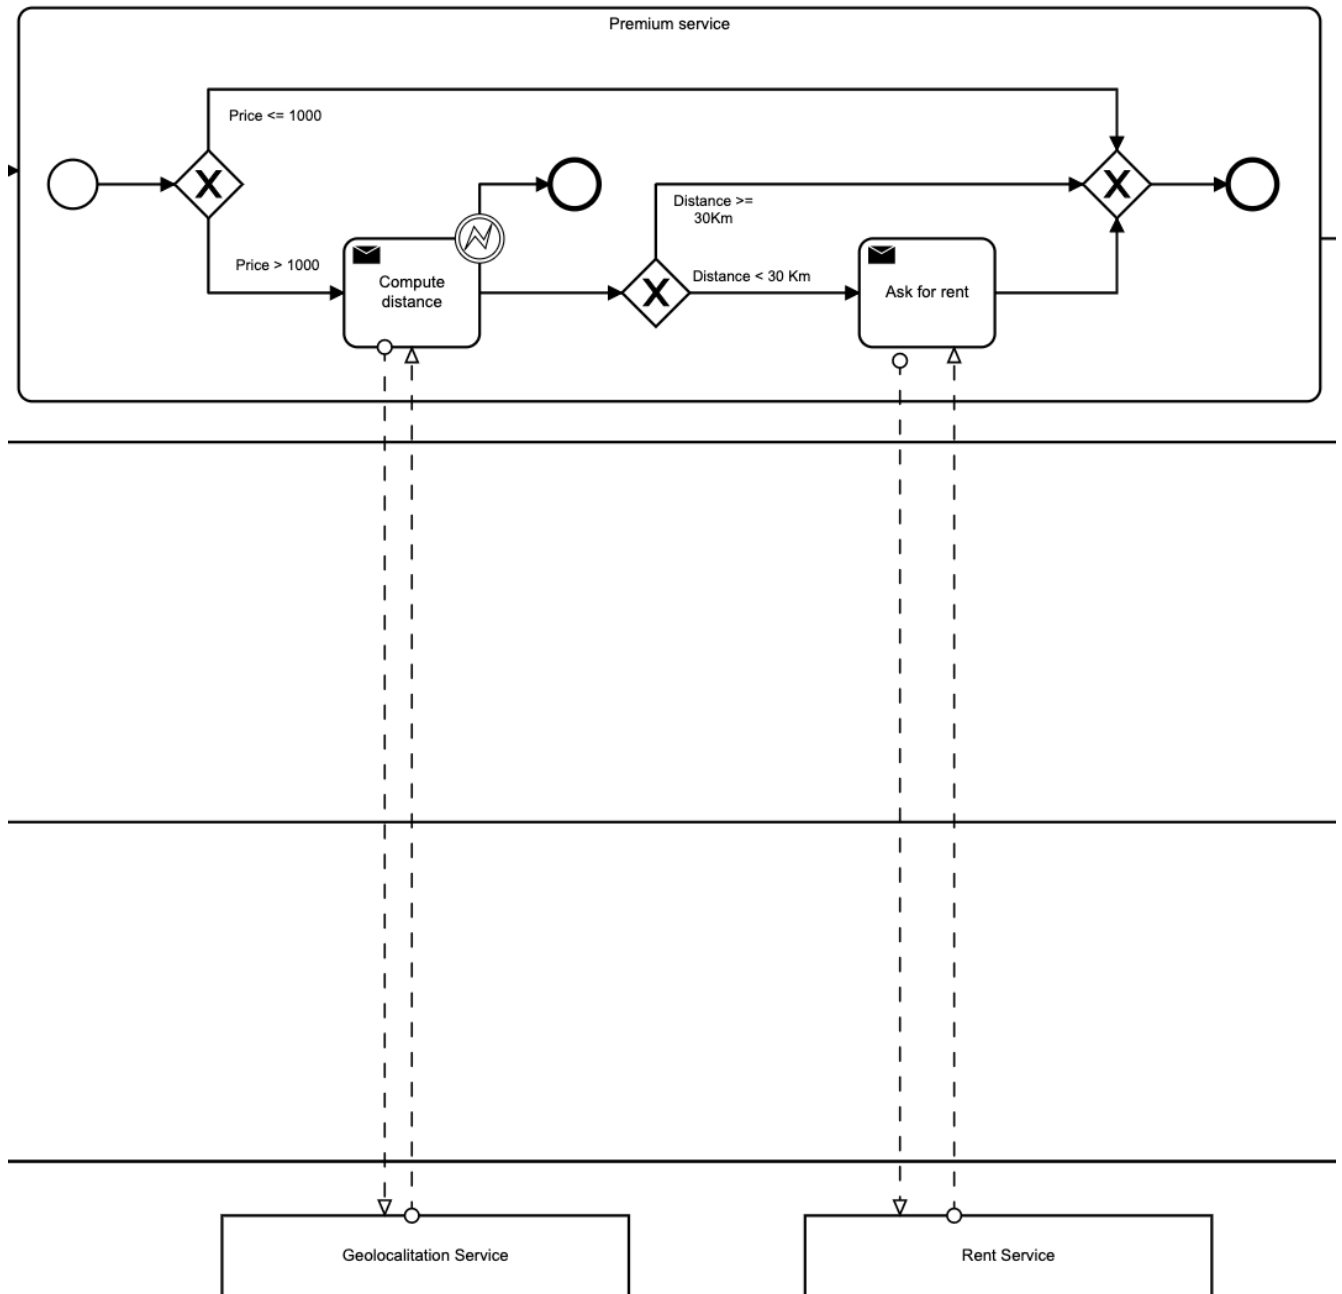 Premium service
Price <= 1000
Distance >=
30Km
Price > 1000
Compute
distance
Distance < 30 Km
Ask for rent
Geolocalitation Service
Rent Service